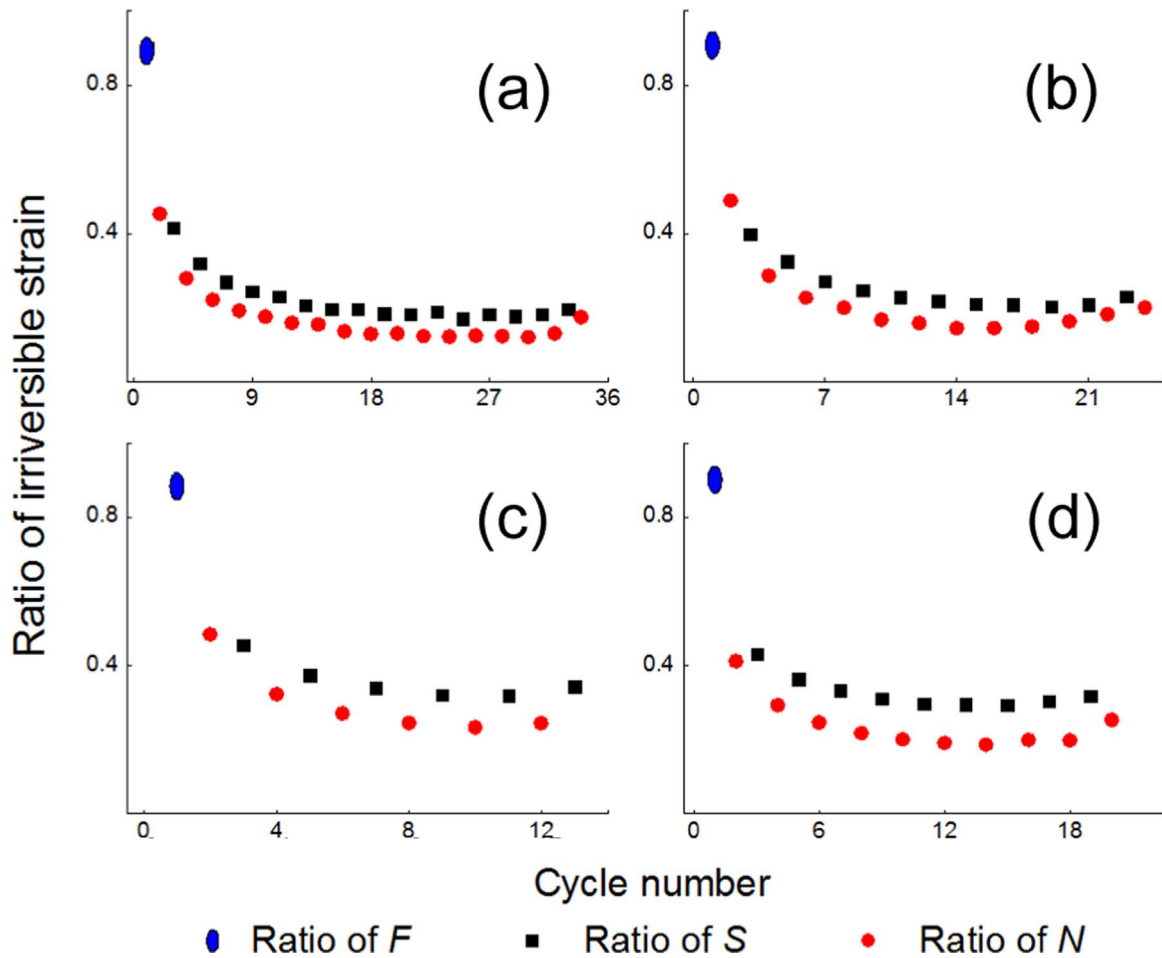 (a)
(b)
0.8
0.8
0.4
0.4
0 9 18 27 36
0 7 14 21
(c)
(d)
0.8
0.8
0.4
0.4
0 4 8 12
0 6 12 18
Ratio of irriversible strain
Cycle number
Ratio of F Ratio of S Ratio of N